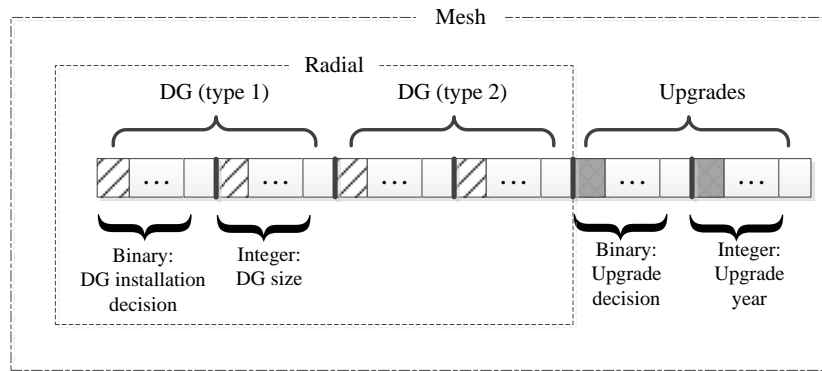 Mesh
Radial
DG (type 1)
DG (type 2)
Upgrades
... ... ... ... ... ...
Binary:
DG installation
decision
Integer:
DG size
Binary:
Upgrade
decision
Integer:
Upgrade
year